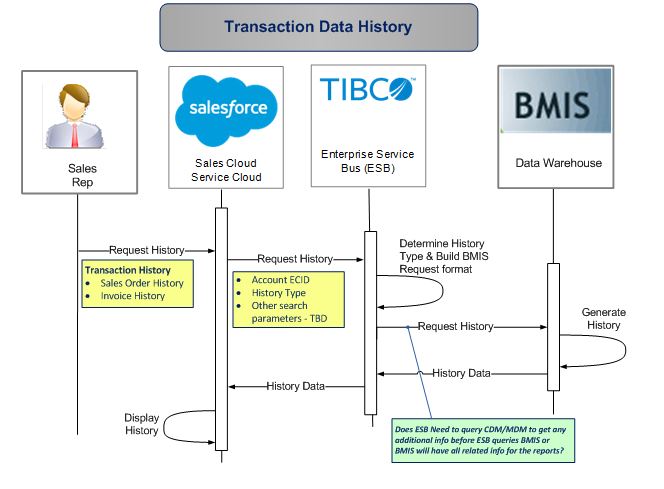 Transaction Data History
Sales
Rep
salesforce
Sales Cloud
Service Cloud
TIBCO
Enterprise Service
Bus (ESB)
BMIS
Data Warehouse
Request History
Transaction History
• Sales Order History
• Invoice History
Request History
• Account ECID
• History Type
• Other search
parameters - TBD
Determine History
Type & Build BMIS
Request format
Request History
Generate
History
History Data
History Data
Display
History
Does ESB Need to query CDM/MDM to get any
additional info before ESB queries BMIS or
BMIS will have all related info for the reports?